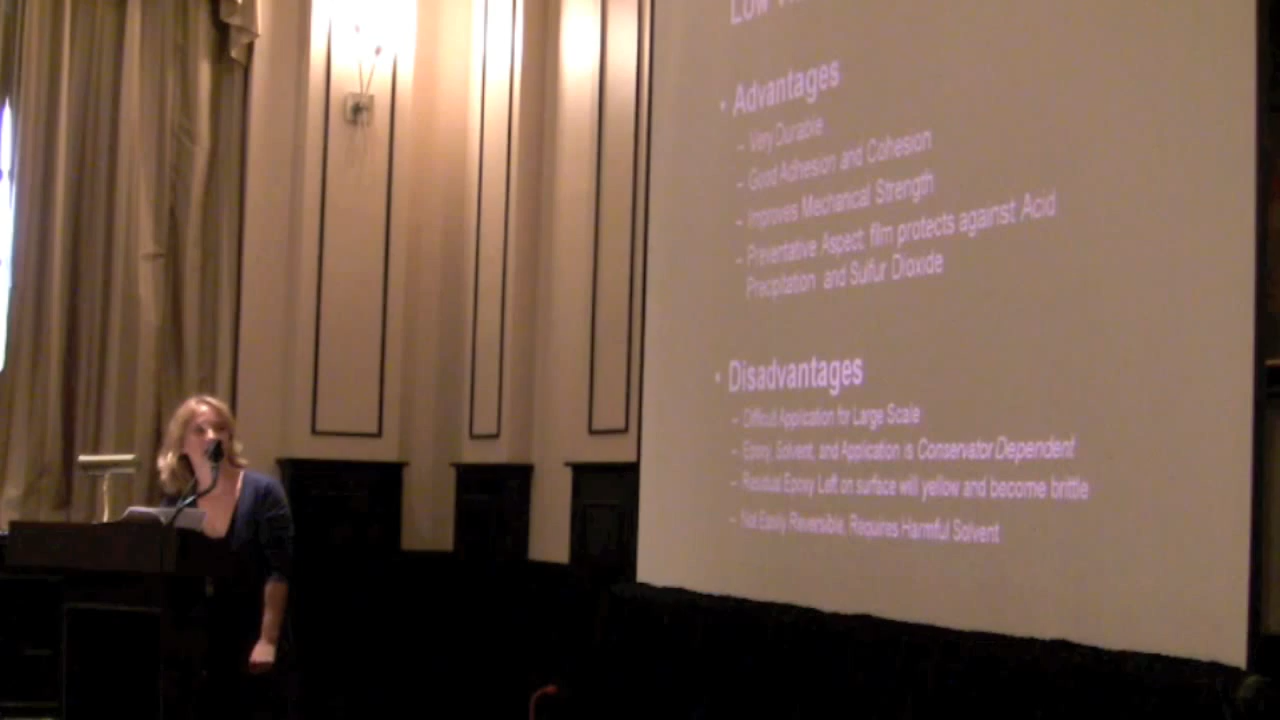 Low
• Advantages
– Very Durable
– Good Adhesion and Cohesion
– Improves Mechanical Strength
– Preventative Aspect: film protects against Acid
Precipitation and Sulfur Dioxide
• Disadvantages
– Difficult Application for Large Scale
– Epoxy, Solvent, and Application is Conservator Dependent
– Residual Epoxy Left on surface will yellow and become brittle
– Not Easily Reversible, Requires Harmful Solvent